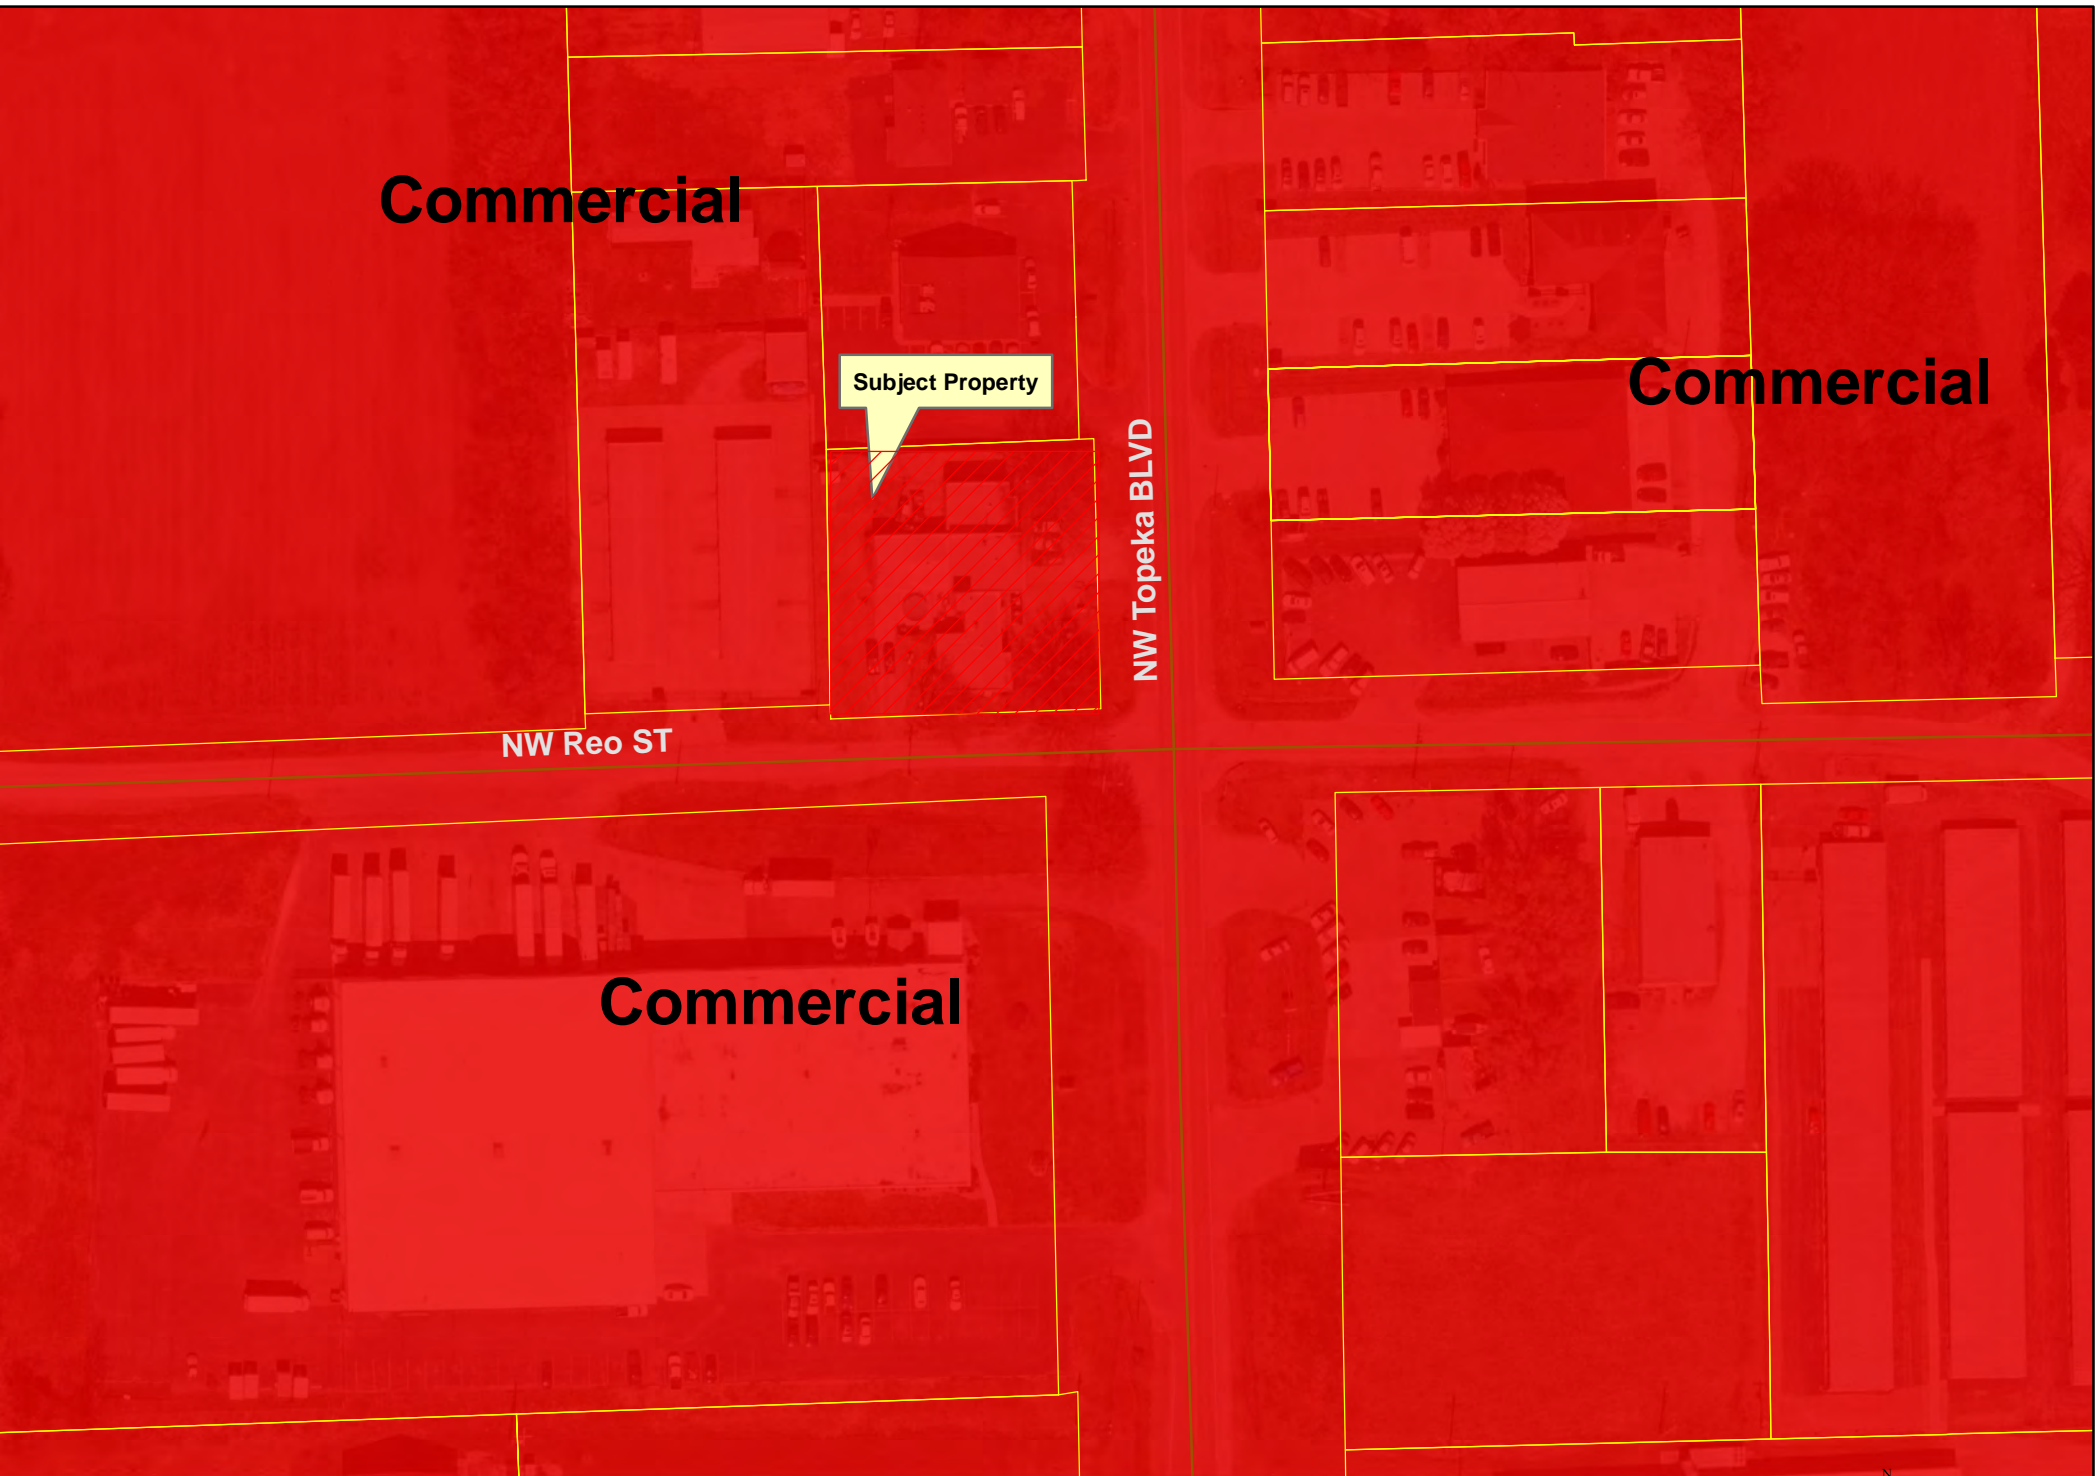 Commercial
Commercial
Subject Property
NW Topeka BLVD
NW Reo ST
Commercial
N